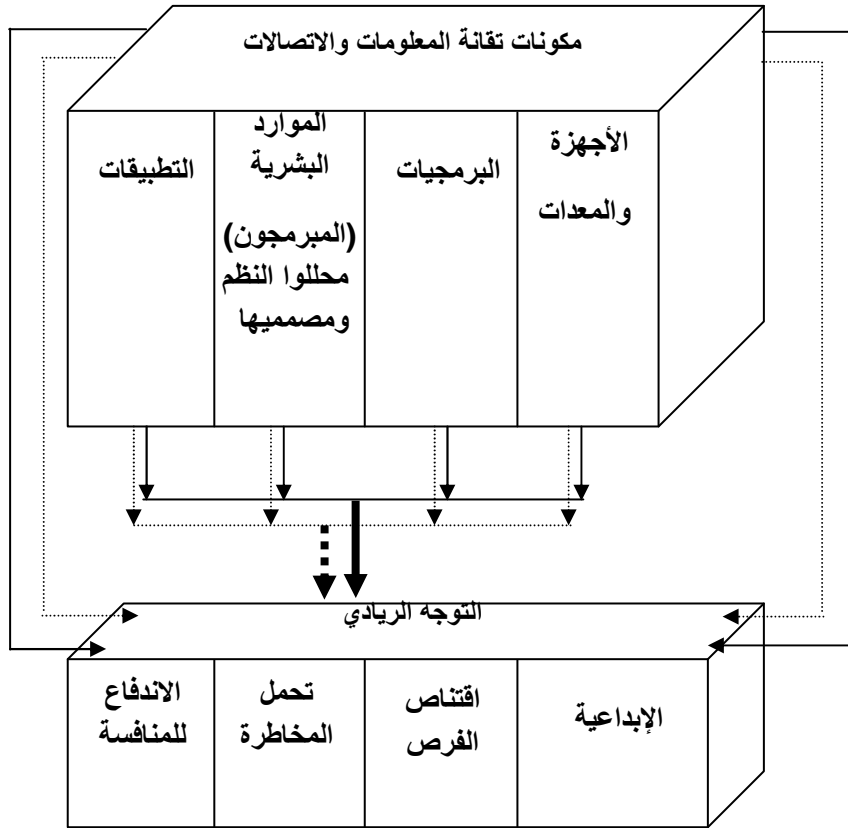 مكونات تقانة المعلومات والاتصالات
الأجهزة
والمعدات
البرمجيات
الموارد
البشرية
(المبرمجون)
محللوا النظم
ومصمميها
التطبيقات
التوجه الريادي
الإبداعية
اقتناص
الفرص
تحمل
المخاطرة
الاندفاع
للمنافسة